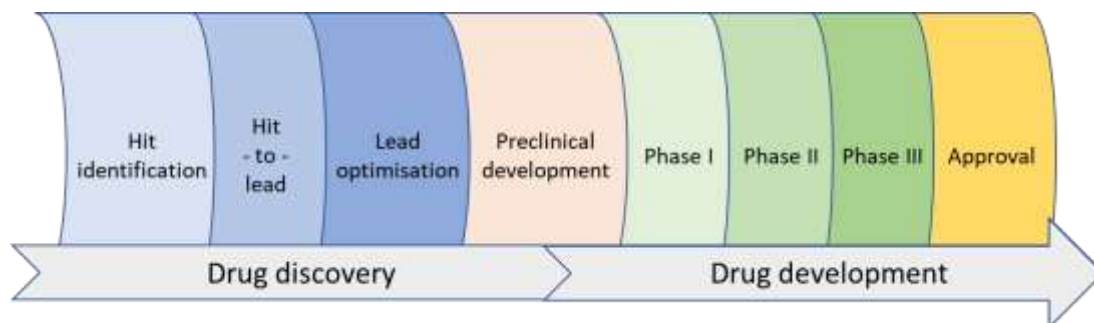 Hit
identification
Hit
- to -
lead
Lead
optimisation
Preclinical
development
Phase I
Phase II
Phase III
Approval
Drug discovery
Drug development